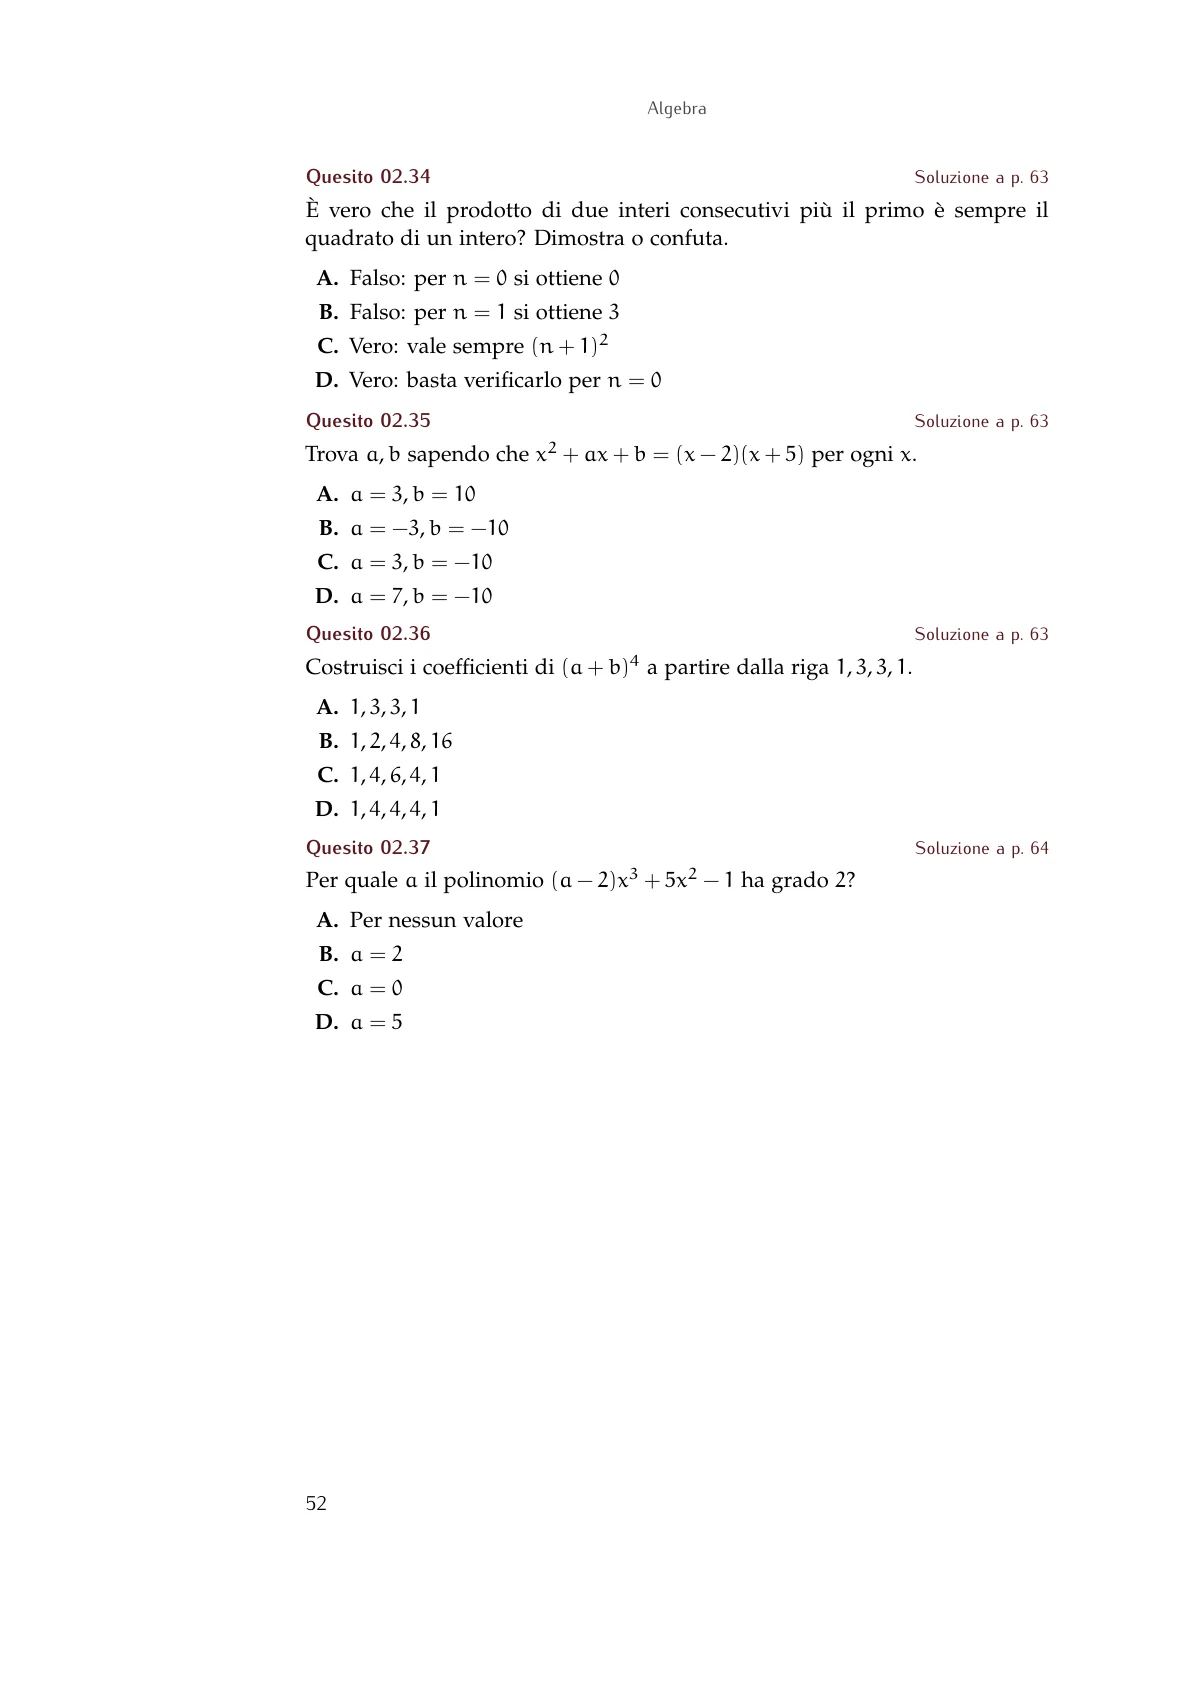 Algebra
Quesito 02.34 Soluzione a p. 63
È vero che il prodotto di due interi consecutivi più il primo è sempre il
quadrato di un intero? Dimostra o confuta.
A. Falso: per n = 0 si ottiene 0
B. Falso: per n = 1 si ottiene 3
C. Vero: vale sempre (n + 1)²
D. Vero: basta verificarlo per n = 0
Quesito 02.35 Soluzione a p. 63
Trova a, b sapendo che x² + ax + b = (x − 2)(x + 5) per ogni x.
A. a = 3, b = 10
B. a = −3, b = −10
C. a = 3, b = −10
D. a = 7, b = −10
Quesito 02.36 Soluzione a p. 63
Costruisci i coefficienti di (a + b)⁴ a partire dalla riga 1, 3, 3, 1.
A. 1, 3, 3, 1
B. 1, 2, 4, 8, 16
C. 1, 4, 6, 4, 1
D. 1, 4, 4, 4, 1
Quesito 02.37 Soluzione a p. 64
Per quale a il polinomio (a − 2)x³ + 5x² − 1 ha grado 2?
A. Per nessun valore
B. a = 2
C. a = 0
D. a = 5
52